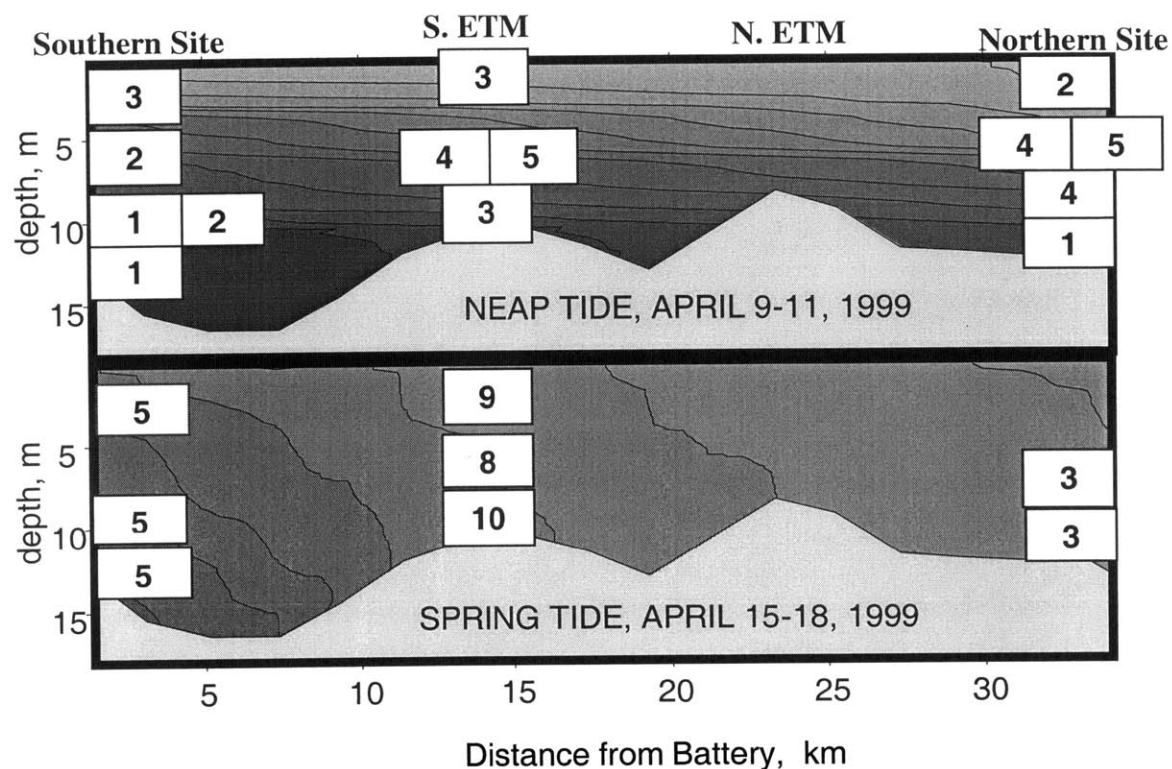 Southern Site S. ETM N. ETM Northern Site
3 3 2
5
2 4 5 4 5
1 2 3 4
10
1 1
depth, m
15
NEAP TIDE, APRIL 9-11, 1999
5 9
5
8 3
5 10 3
10
5
depth, m
15
SPRING TIDE, APRIL 15-18, 1999
5 10 15 20 25 30
Distance from Battery, km